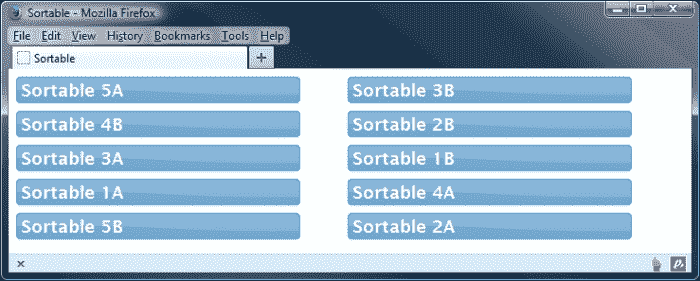 Sortable - Mozilla Firefox
File Edit View History Bookmarks Tools Help
Sortable
Sortable 5A
Sortable 4B
Sortable 3A
Sortable 1A
Sortable 5B
Sortable 3B
Sortable 2B
Sortable 1B
Sortable 4A
Sortable 2A